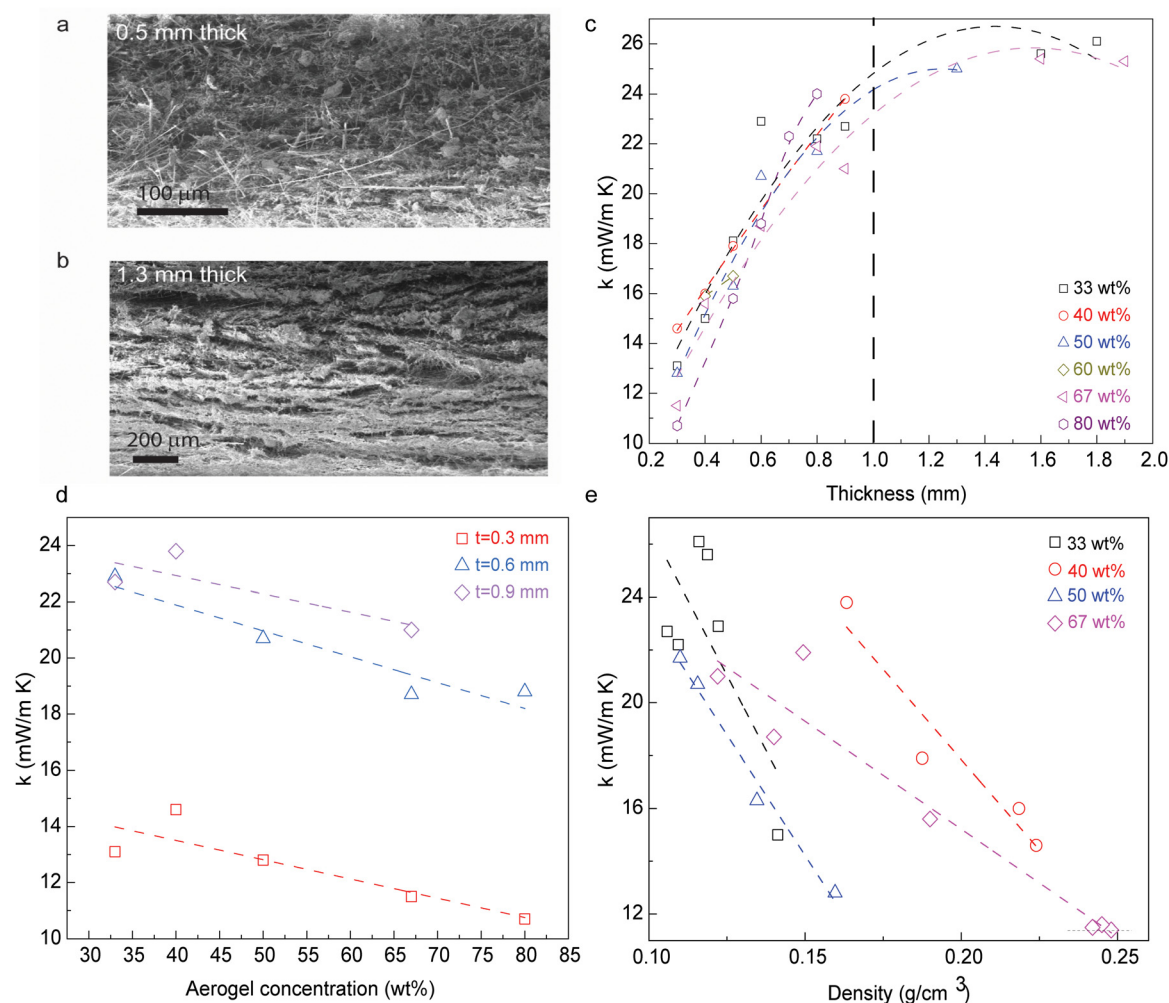 a
0.5 mm thick
100 μm
b
1.3 mm thick
200 μm
c
k (mW/m K)
26
24
22
20
18
16
14
12
10
0.2 0.4 0.6 0.8 1.0 1.2 1.4 1.6 1.8 2.0
Thickness (mm)
33 wt%
40 wt%
50 wt%
60 wt%
67 wt%
80 wt%
d
k (mW/m K)
24
22
20
18
16
14
12
10
30 35 40 45 50 55 60 65 70 75 80 85
Aerogel concentration (wt%)
t=0.3 mm
t=0.6 mm
t=0.9 mm
e
k (mW/m K)
24
20
16
12
0.10 0.15 0.20 0.25
Density (g/cm 3)
33 wt%
40 wt%
50 wt%
67 wt%